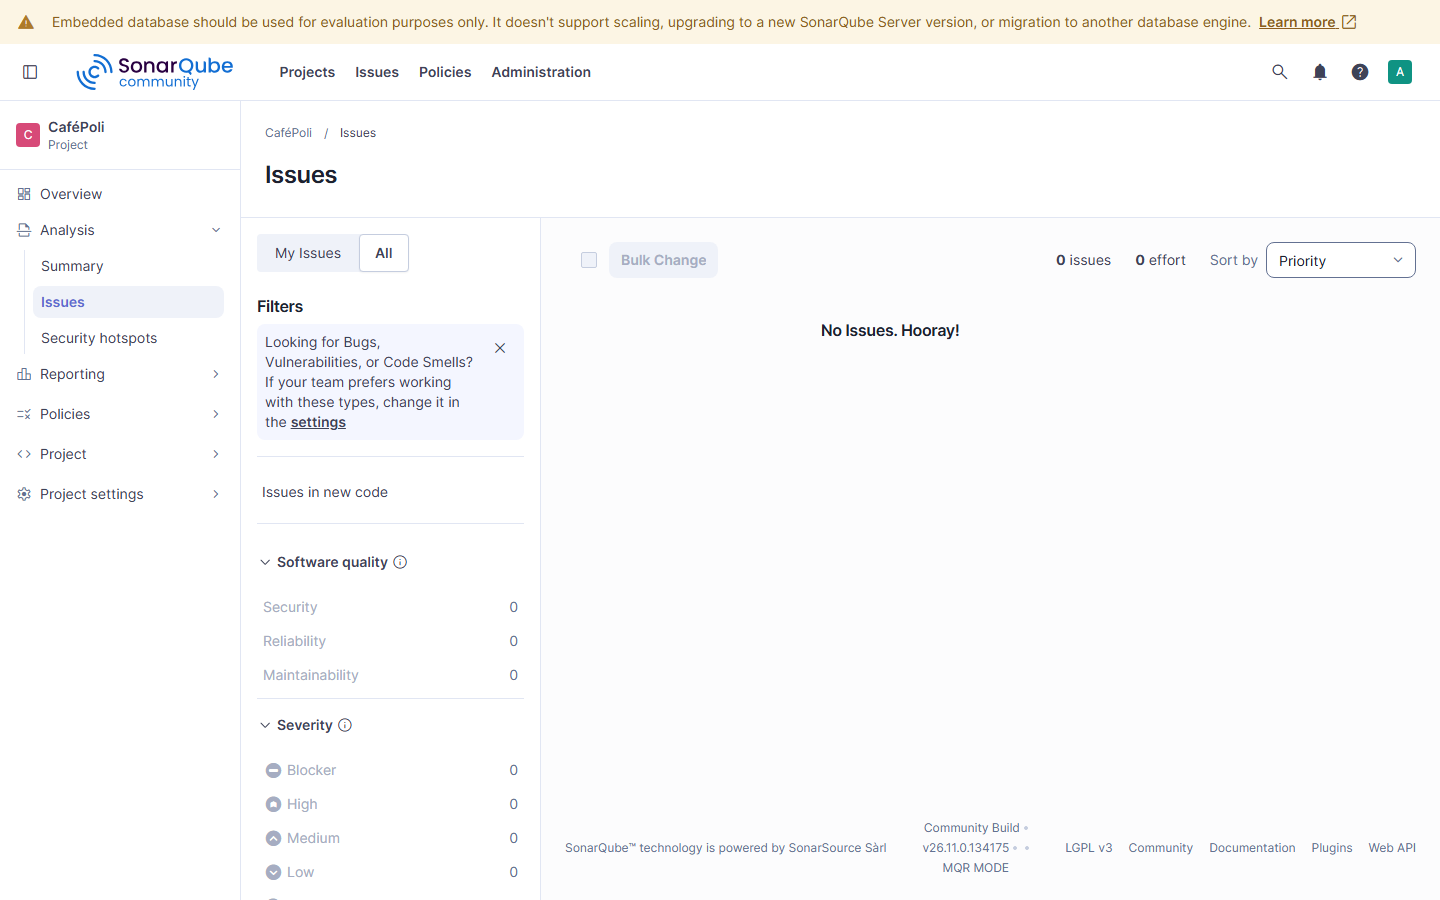 Embedded database should be used for evaluation purposes only. It doesn't support scaling, upgrading to a new SonarQube Server version, or migration to another database engine. Learn more
SonarQube
community
Projects
Issues
Policies
Administration
A
C
CaféPoli
Project
Overview
Analysis
Summary
Issues
Security hotspots
Reporting
Policies
Project
Project settings
CaféPoli / Issues
Issues
My Issues
All
Filters
Looking for Bugs,
Vulnerabilities, or Code Smells?
If your team prefers working
with these types, change it in
the settings
Issues in new code
Software quality
Security 0
Reliability 0
Maintainability 0
Severity
Blocker 0
High 0
Medium 0
Low 0
Bulk Change
0 issues
0 effort
Sort by
Priority
No Issues. Hooray!
SonarQube™ technology is powered by SonarSource Sàrl
Community Build •
v26.11.0.134175 • •
MQR MODE
LGPL v3
Community
Documentation
Plugins
Web API